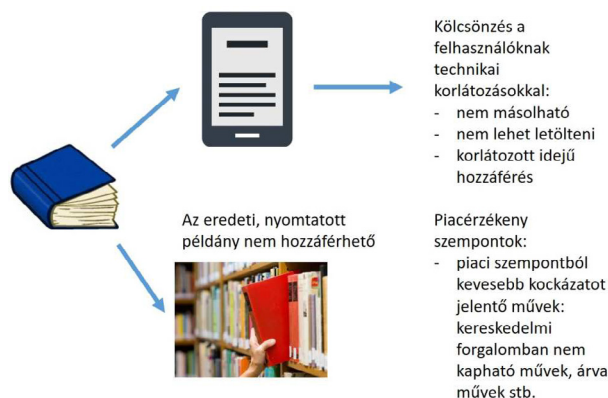 Kölcsönzés a
felhasználóknak
technikai
korlátozásokkal:
- nem másolható
- nem lehet letölteni
- korlátozott idejű
hozzáférés
Az eredeti, nyomtatott
példány nem hozzáférhető
Piacérzékeny
szempontok:
- piaci szempontból
kevesebb kockázatot
jelentő művek:
kereskedelmi
forgalomban nem
kapható művek, árva
művek stb.